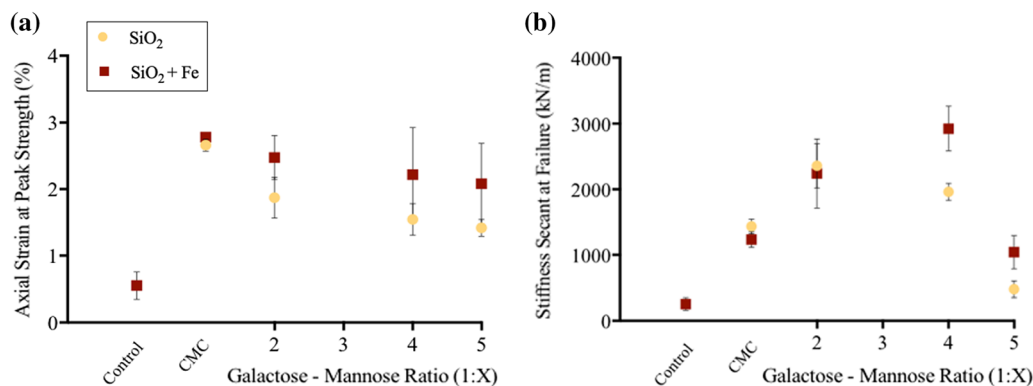 (a)
SiO2
SiO2 + Fe
Axial Strain at Peak Strength (%)
4
3
2
1
0
Control
CMC
2
3
4
5
Galactose - Mannose Ratio (1:X)
(b)
Stiffness Secant at Failure (kN/m)
4000
3000
2000
1000
0
Control
CMC
2
3
4
5
Galactose - Mannose Ratio (1:X)